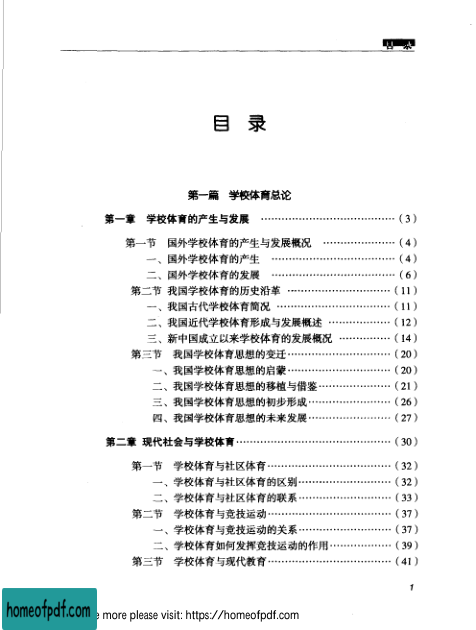 目 录
目 录
第一篇 学校体育总论
第一章 学校体育的产生与发展 ……………………………（3）
第一节 国外学校体育的产生与发展概况 …………………（4）
一、国外学校体育的产生 ……………………………（4）
二、国外学校体育的发展 ……………………………（6）
第二节 我国学校体育的历史沿革 …………………………（11）
一、我国古代学校体育简况 …………………………（11）
二、我国近代学校体育形成与发展概述 ………………（12）
三、新中国成立以来学校体育的发展概况 ……………（14）
第三节 我国学校体育思想的变迁…………………………（20）
一、我国学校体育思想的启蒙…………………………（20）
二、我国学校体育思想的移植与借鉴…………………（21）
三、我国学校体育思想的初步形成……………………（26）
四、我国学校体育思想的未来发展……………………（27）
第二章 现代社会与学校体育…………………………………（30）
第一节 学校体育与社区体育………………………………（32）
一、学校体育与社区体育的区别………………………（32）
二、学校体育与社区体育的联系………………………（33）
第二节 学校体育与竞技运动………………………………（37）
一、学校体育与竞技运动的关系………………………（37）
二、学校体育如何发挥竞技运动的作用………………（39）
第三节 学校体育与现代教育………………………………（41）
1
homeofpdf.com
e more please visit: https://homeofpdf.com